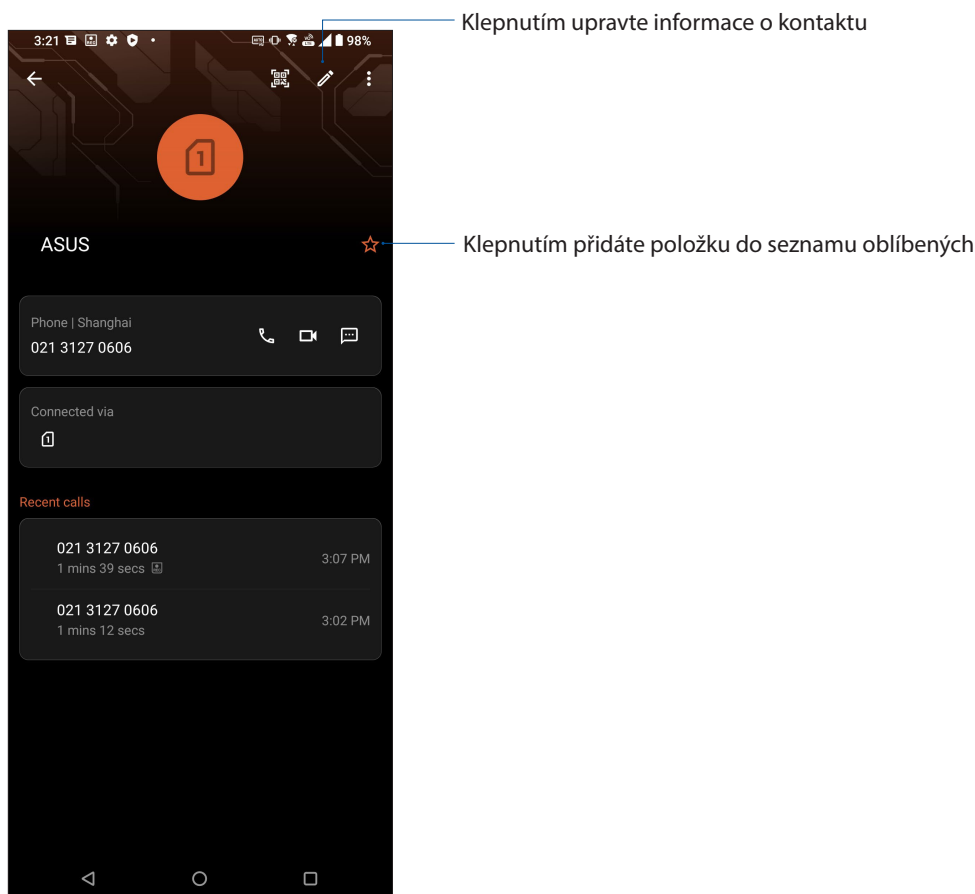 Klepnutím upravte informace o kontaktu
3:21
98%
1
ASUS
Klepnutím přidáte položku do seznamu oblíbených
Phone | Shanghai
021 3127 0606
Connected via
1
Recent calls
021 3127 0606
3:07 PM
1 mins 39 secs
021 3127 0606
3:02 PM
1 mins 12 secs